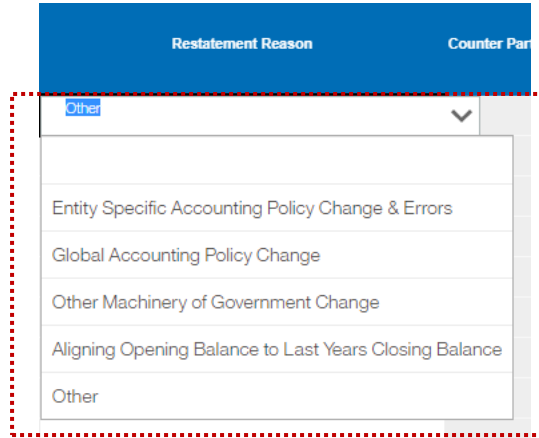 Restatement Reason Counter Par
Other
Entity Specific Accounting Policy Change & Errors
Global Accounting Policy Change
Other Machinery of Government Change
Aligning Opening Balance to Last Years Closing Balance
Other